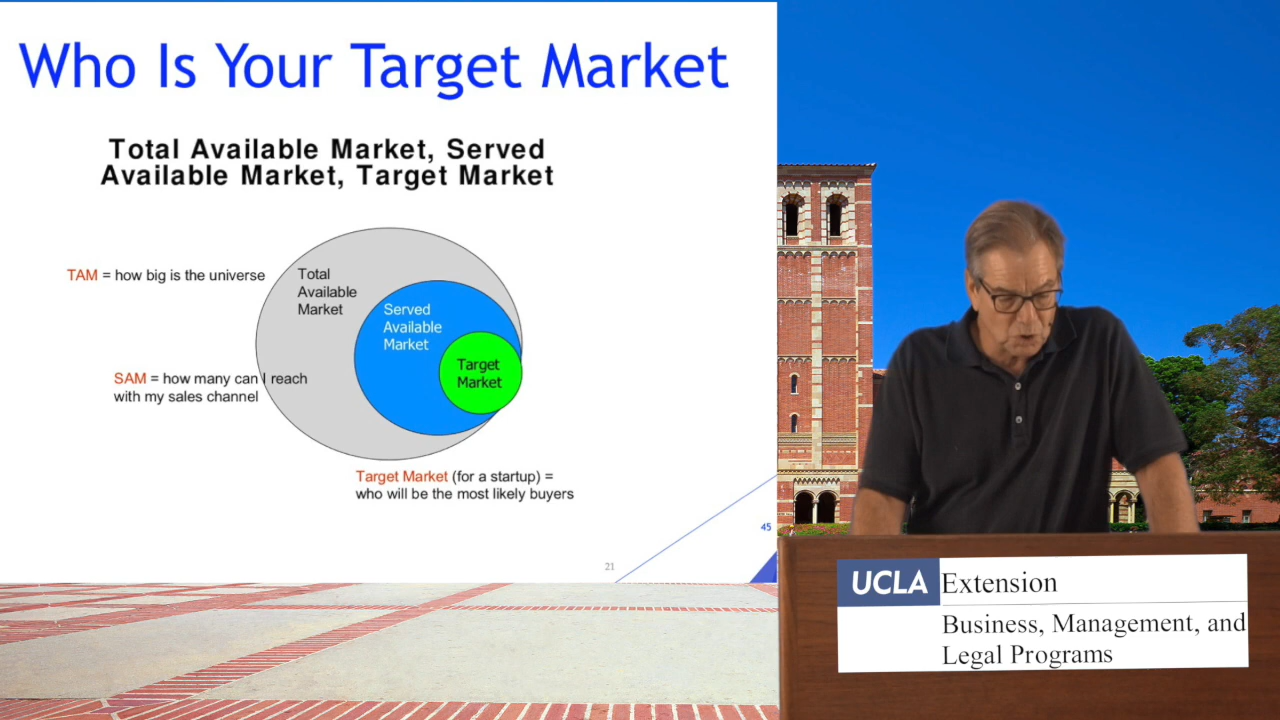 Who Is Your Target Market
Total Available Market, Served
Available Market, Target Market
TAM = how big is the universe
Total
Available
Market
Served
Available
Market
Target
Market
SAM = how many can I reach
with my sales channel
Target Market (for a startup) =
who will be the most likely buyers
45
21
UCLA Extension
Business, Management, and
Legal Programs